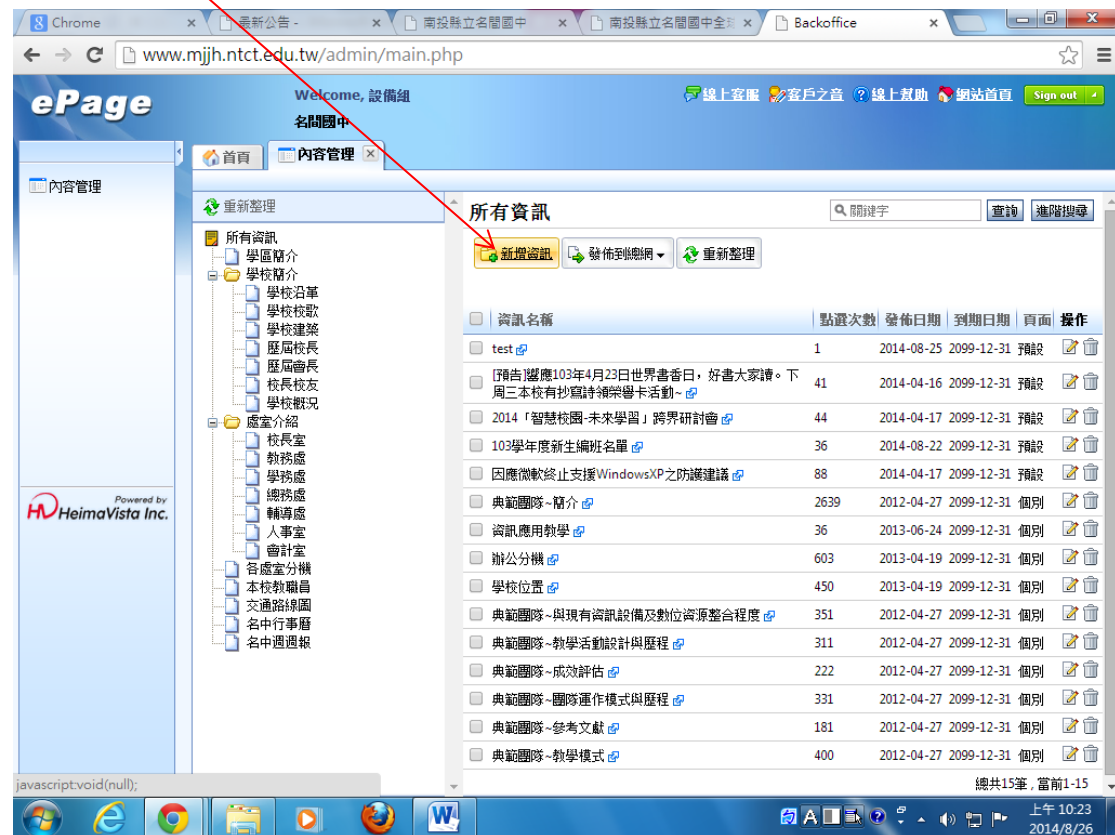 Chrome
最新公告 -
南投縣立名間國中
南投縣立名間國中全球
Backoffice
www.mjjh.ntct.edu.tw/admin/main.php
ePage
Welcome, 設備組
名間國中
線上客服 客戶之音 線上幫助 網站首頁 Sign out
首頁
內容管理
內容管理
重新整理
所有資訊
學區簡介
學校簡介
學校沿革
學校校歌
學校建築
歷屆校長
歷屆會長
校長校友
學校概況
處室介紹
校長室
教務處
學務處
總務處
輔導處
人事室
會計室
各處室分機
本校教職員
交通路線圖
名中行事曆
名中週週報
Powered by
HeimaVista Inc.
所有資訊
關鍵字 查詢 進階搜尋
新增資訊 發佈到總網 重新整理
資訊名稱 點選次數 發佈日期 到期日期 頁面 操作
test 1 2014-08-25 2099-12-31 預設
[預告]響應103年4月23日世界書香日，好書大家讀。下
周三本校有抄寫詩領榮譽卡活動~ 41 2014-04-16 2099-12-31 預設
2014「智慧校園-未來學習」跨界研討會 44 2014-04-17 2099-12-31 預設
103學年度新生編班名單 36 2014-08-22 2099-12-31 預設
因應微軟終止支援WindowsXP之防護建議 88 2014-04-17 2099-12-31 預設
典範團隊~簡介 2639 2012-04-27 2099-12-31 個別
資訊應用教學 36 2013-06-24 2099-12-31 個別
辦公分機 603 2013-04-19 2099-12-31 個別
學校位置 450 2013-04-19 2099-12-31 個別
典範團隊~與現有資訊設備及數位資源整合程度 351 2012-04-27 2099-12-31 個別
典範團隊~教學活動設計與歷程 311 2012-04-27 2099-12-31 個別
典範團隊~成效評估 222 2012-04-27 2099-12-31 個別
典範團隊~團隊運作模式與歷程 331 2012-04-27 2099-12-31 個別
典範團隊~參考文獻 181 2012-04-27 2099-12-31 個別
典範團隊~教學模式 400 2012-04-27 2099-12-31 個別
總共15筆 , 當前1-15
javascript:void(null);
A
上午 10:23
2014/8/26